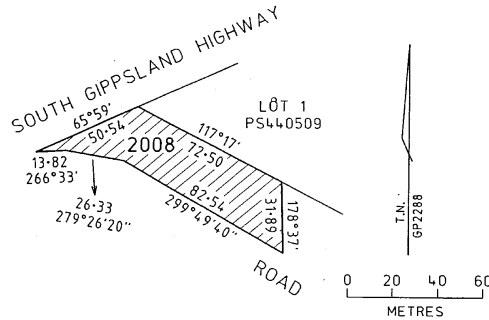 SOUTH GIPPSLAND HIGHWAY
65°59'
50·54
2008
LOT 1
PS440509
117°17'
72·50
13·82
266°33'
26·33
279°26'20"
82·54
299°49'40"
31·89
178°37'
ROAD
T.N.
GP2288
0 20 40 60
METRES